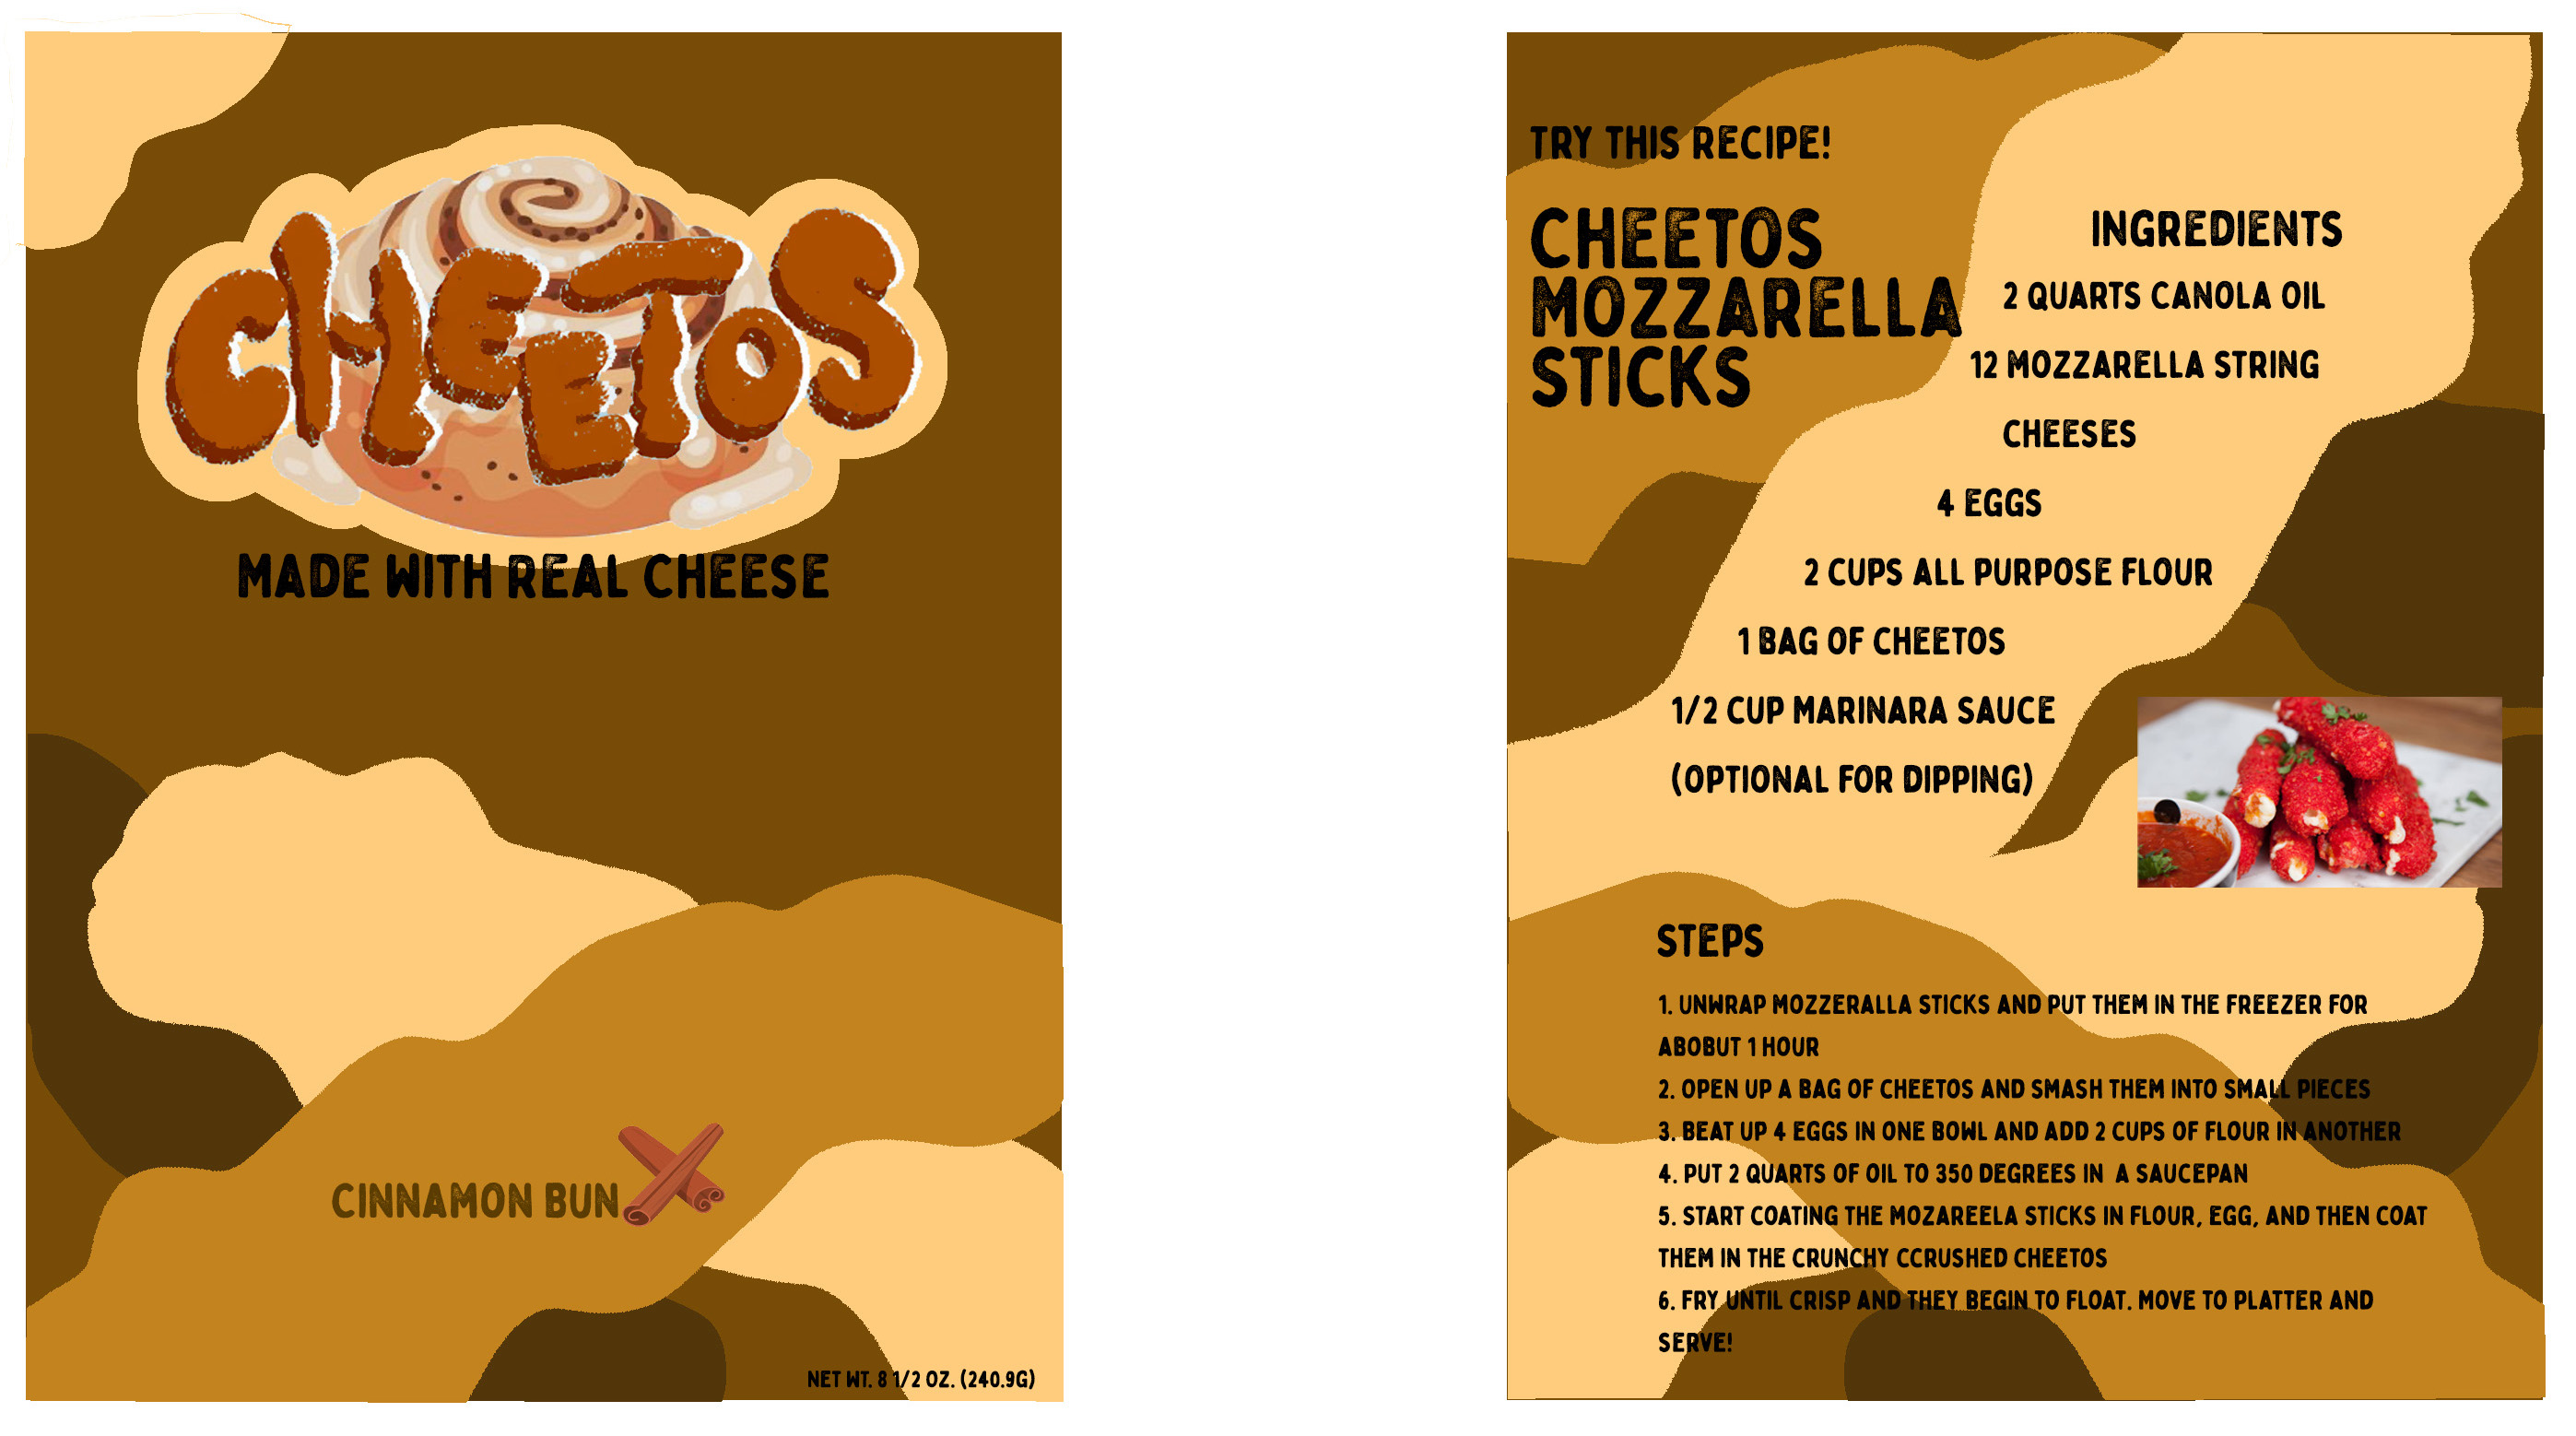 CHEETOS
MADE WITH REAL CHEESE
CINNAMON BUN
NET WT. 8 1/2 OZ. (240.9G)
TRY THIS RECIPE!
CHEETOS
MOZZARELLA
STICKS
INGREDIENTS
2 QUARTS CANOLA OIL
12 MOZZARELLA STRING
CHEESES
4 EGGS
2 CUPS ALL PURPOSE FLOUR
1 BAG OF CHEETOS
1/2 CUP MARINARA SAUCE
(OPTIONAL FOR DIPPING)
STEPS
1. UNWRAP MOZZERALLA STICKS AND PUT THEM IN THE FREEZER FOR
ABOBUT 1 HOUR
2. OPEN UP A BAG OF CHEETOS AND SMASH THEM INTO SMALL PIECES
3. BEAT UP 4 EGGS IN ONE BOWL AND ADD 2 CUPS OF FLOUR IN ANOTHER
4. PUT 2 QUARTS OF OIL TO 350 DEGREES IN A SAUCEPAN
5. START COATING THE MOZAREELA STICKS IN FLOUR, EGG, AND THEN COAT
THEM IN THE CRUNCHY CCRUSHED CHEETOS
6. FRY UNTIL CRISP AND THEY BEGIN TO FLOAT. MOVE TO PLATTER AND
SERVE!